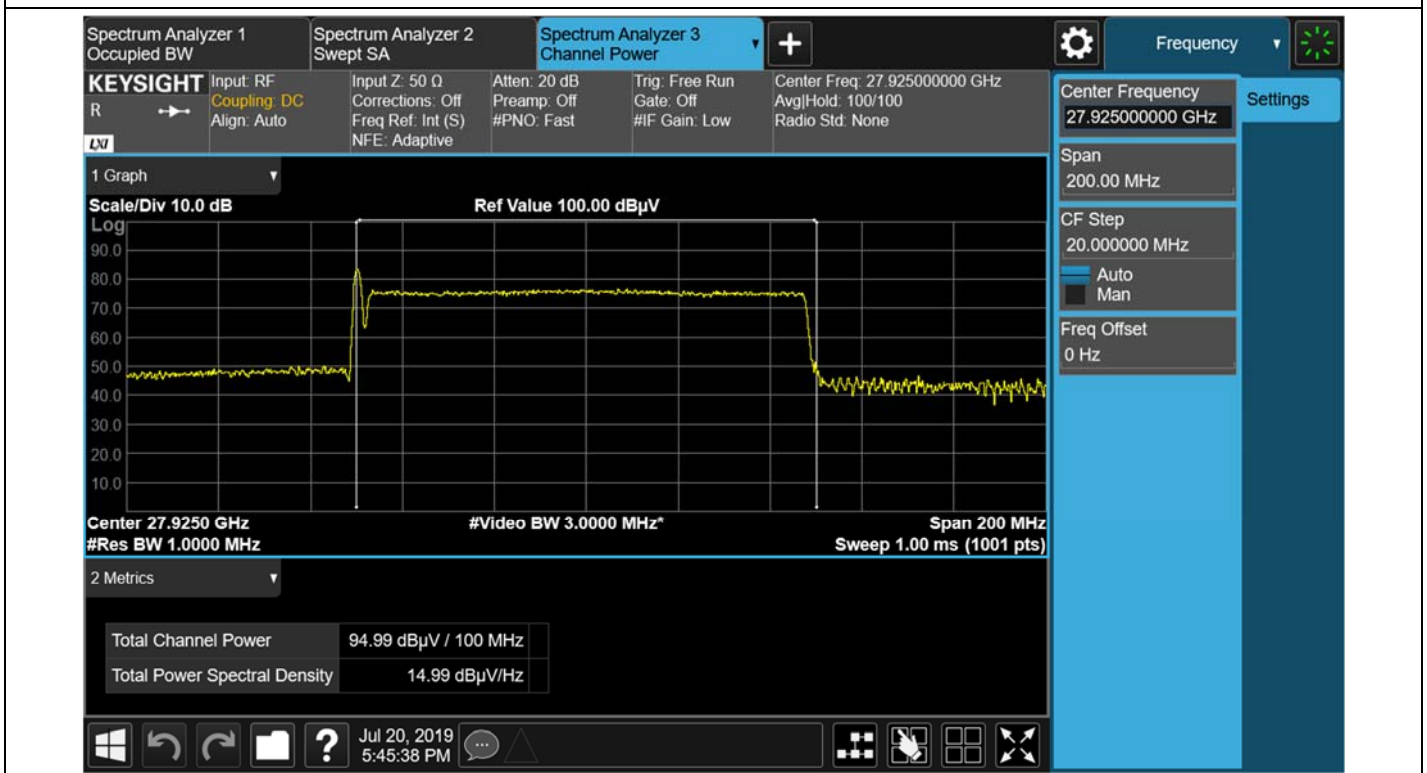 Spectrum Analyzer 1
Occupied BW
Spectrum Analyzer 2
Swept SA
Spectrum Analyzer 3
Channel Power
Frequency
KEYSIGHT
R
LXI
Input: RF
Coupling: DC
Align: Auto
Input Z: 50 Ω
Corrections: Off
Freq Ref: Int (S)
NFE: Adaptive
Atten: 20 dB
Preamp: Off
#PNO: Fast
Trig: Free Run
Gate: Off
#IF Gain: Low
Center Freq: 27.925000000 GHz
Avg|Hold: 100/100
Radio Std: None
Center Frequency
27.925000000 GHz
Settings
Span
200.00 MHz
CF Step
20.000000 MHz
Auto
Man
Freq Offset
0 Hz
1 Graph
Scale/Div 10.0 dB
Ref Value 100.00 dBµV
Log
90.0
80.0
70.0
60.0
50.0
40.0
30.0
20.0
10.0
Center 27.9250 GHz
#Video BW 3.0000 MHz*
Span 200 MHz
#Res BW 1.0000 MHz
Sweep 1.00 ms (1001 pts)
2 Metrics
Total Channel Power 94.99 dBµV / 100 MHz
Total Power Spectral Density 14.99 dBµV/Hz
?
Jul 20, 2019
5:45:38 PM